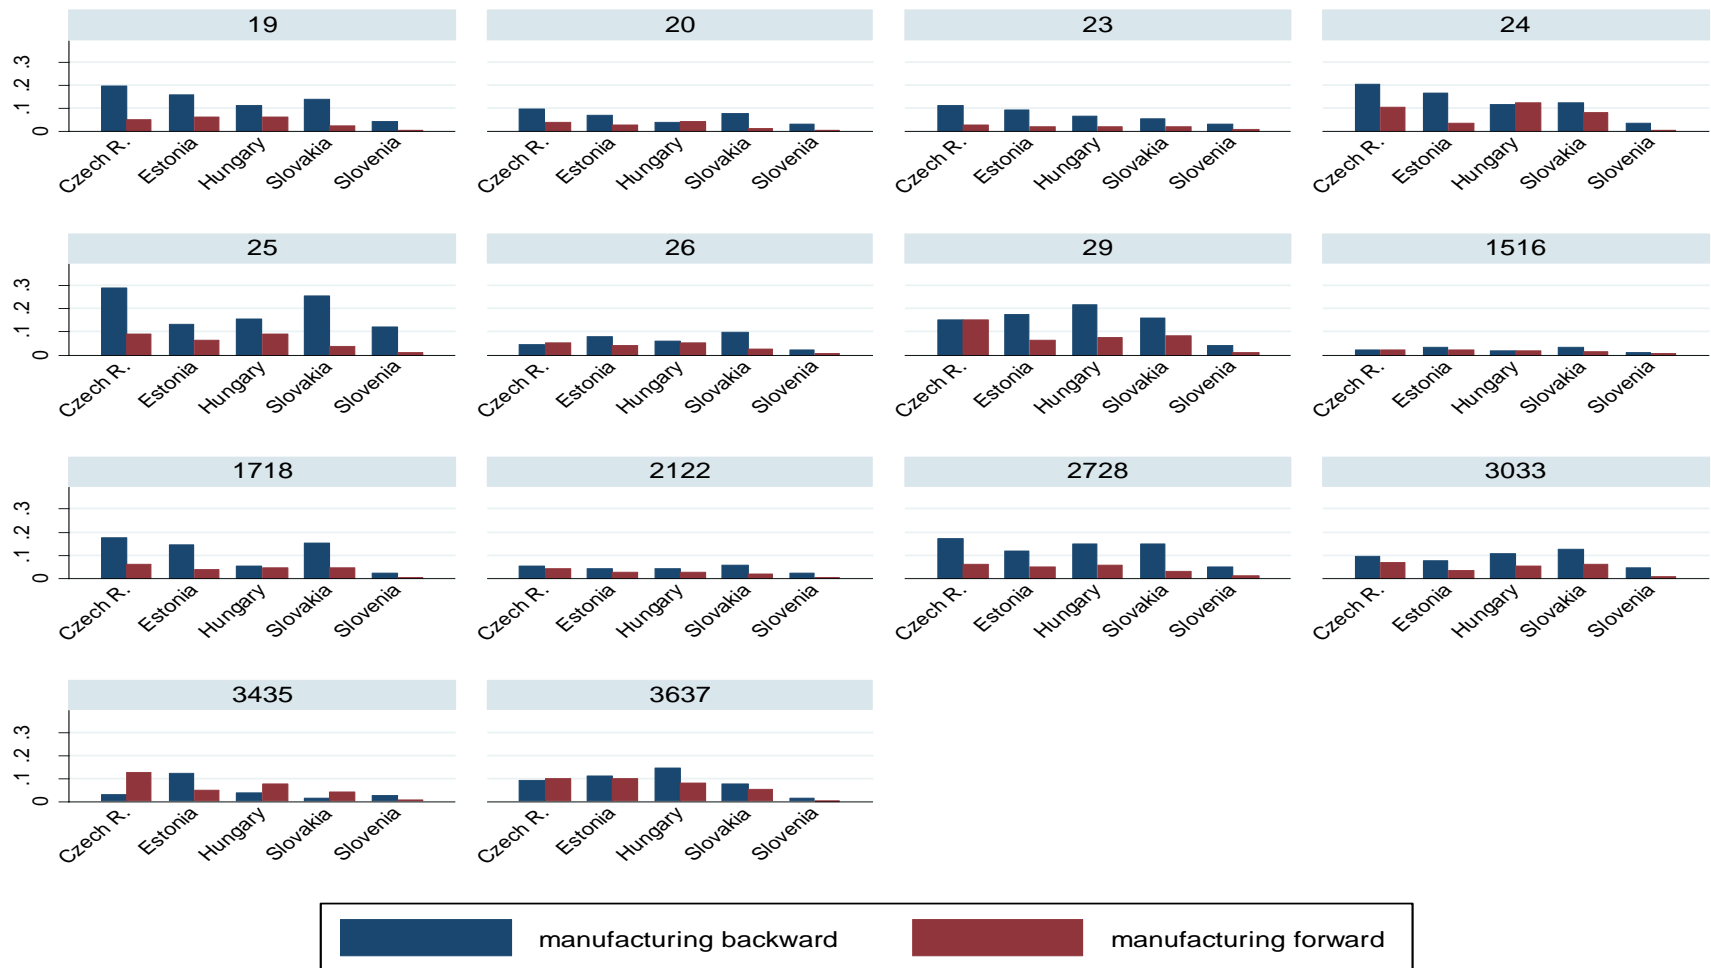 19 20 23 24
0 .1 .2 .3
Czech R. Estonia Hungary Slovakia Slovenia Czech R. Estonia Hungary Slovakia Slovenia Czech R. Estonia Hungary Slovakia Slovenia Czech R. Estonia Hungary Slovakia Slovenia
25 26 29 1516
0 .1 .2 .3
Czech R. Estonia Hungary Slovakia Slovenia Czech R. Estonia Hungary Slovakia Slovenia Czech R. Estonia Hungary Slovakia Slovenia Czech R. Estonia Hungary Slovakia Slovenia
1718 2122 2728 3033
0 .1 .2 .3
Czech R. Estonia Hungary Slovakia Slovenia Czech R. Estonia Hungary Slovakia Slovenia Czech R. Estonia Hungary Slovakia Slovenia Czech R. Estonia Hungary Slovakia Slovenia
3435 3637
0 .1 .2 .3
Czech R. Estonia Hungary Slovakia Slovenia Czech R. Estonia Hungary Slovakia Slovenia
manufacturing backward manufacturing forward